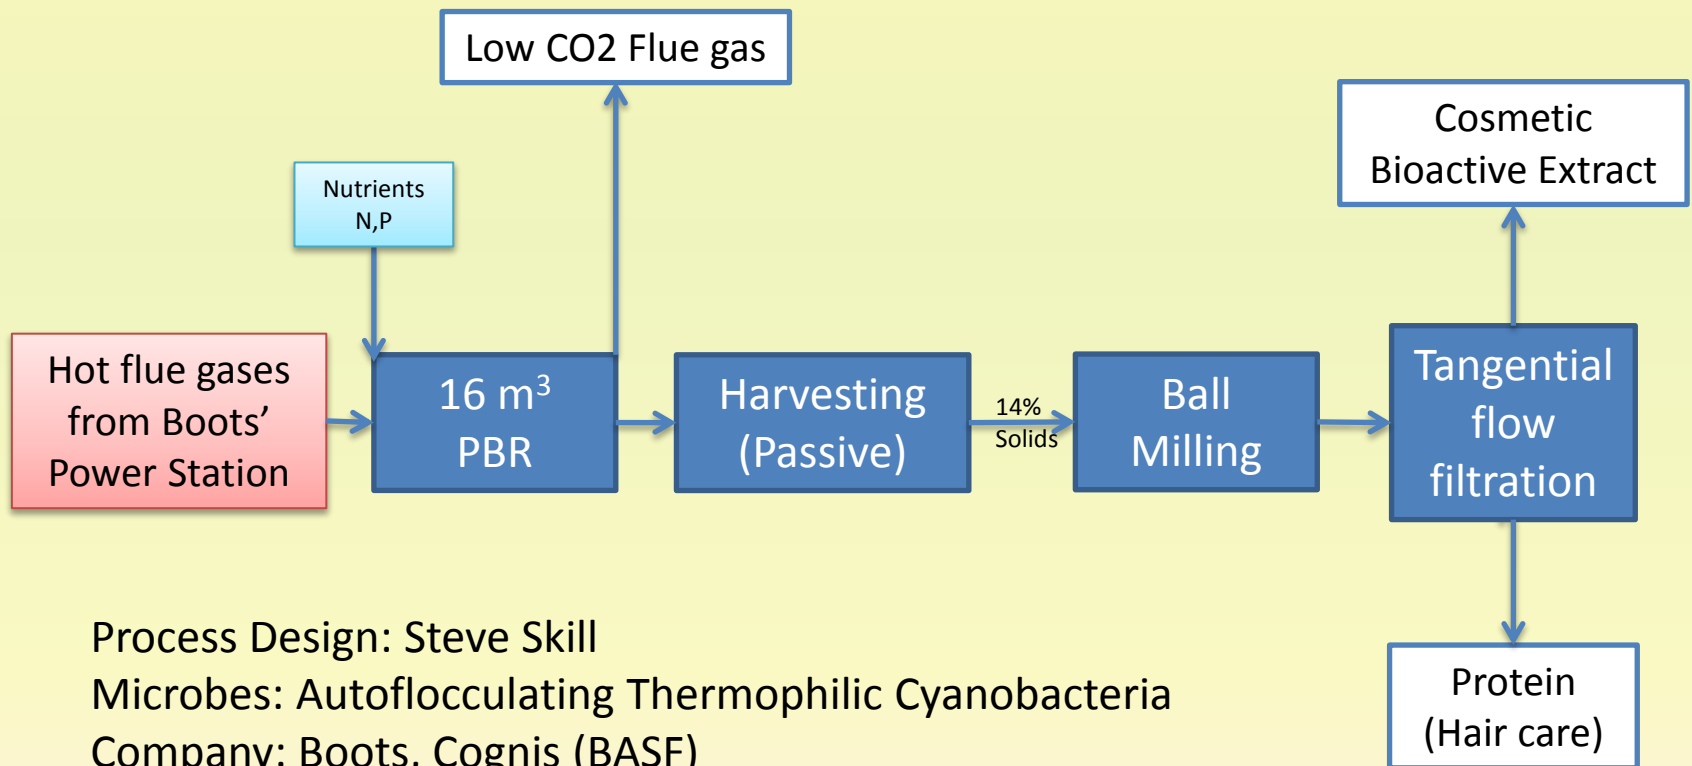 Low CO2 Flue gas
Cosmetic
Bioactive Extract
Nutrients
N,P
Hot flue gases
from Boots’
Power Station
16 m³
PBR
Harvesting
(Passive)
14%
Solids
Ball
Milling
Tangential
flow
filtration
Process Design: Steve Skill
Microbes: Autoflocculating Thermophilic Cyanobacteria
Company: Boots, Cognis (BASF)
Protein
(Hair care)